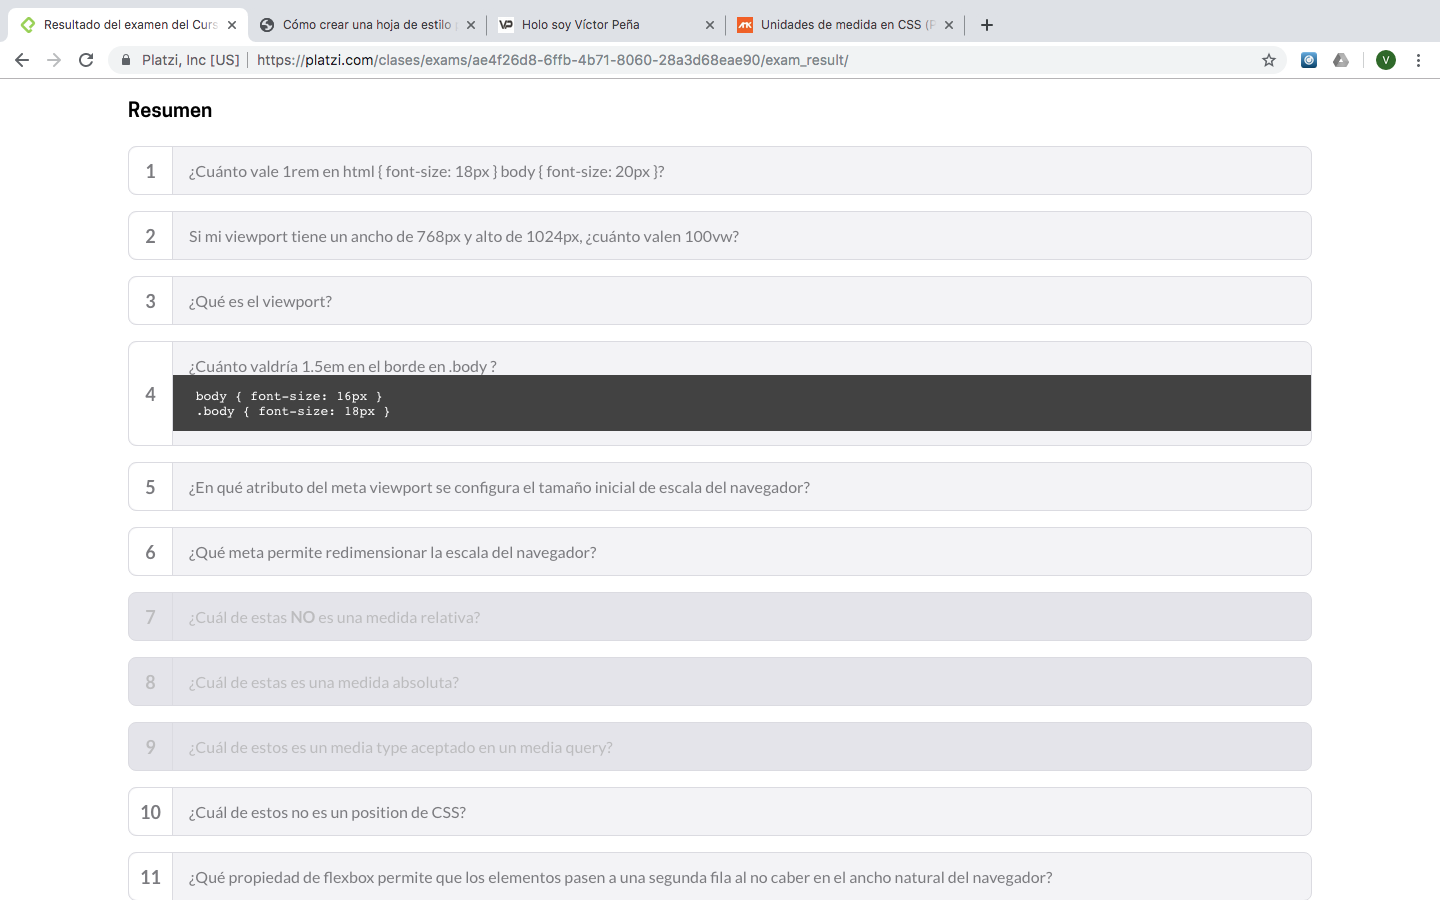 Resultado del examen del Curs
Cómo crear una hoja de estilo
Holo soy Víctor Peña
Unidades de medida en CSS (P
Platzi, Inc [US]
https://platzi.com/clases/exams/ae4f26d8-6ffb-4b71-8060-28a3d68eae90/exam_result/
V
Resumen
1 ¿Cuánto vale 1rem en html { font-size: 18px } body { font-size: 20px }?
2 Si mi viewport tiene un ancho de 768px y alto de 1024px, ¿cuánto valen 100vw?
3 ¿Qué es el viewport?
4 ¿Cuánto valdría 1.5em en el borde en .body ?
body { font-size: 16px }
.body { font-size: 18px }
5 ¿En qué atributo del meta viewport se configura el tamaño inicial de escala del navegador?
6 ¿Qué meta permite redimensionar la escala del navegador?
7 ¿Cuál de estas NO es una medida relativa?
8 ¿Cuál de estas es una medida absoluta?
9 ¿Cuál de estos es un media type aceptado en un media query?
10 ¿Cuál de estos no es un position de CSS?
11 ¿Qué propiedad de flexbox permite que los elementos pasen a una segunda fila al no caber en el ancho natural del navegador?